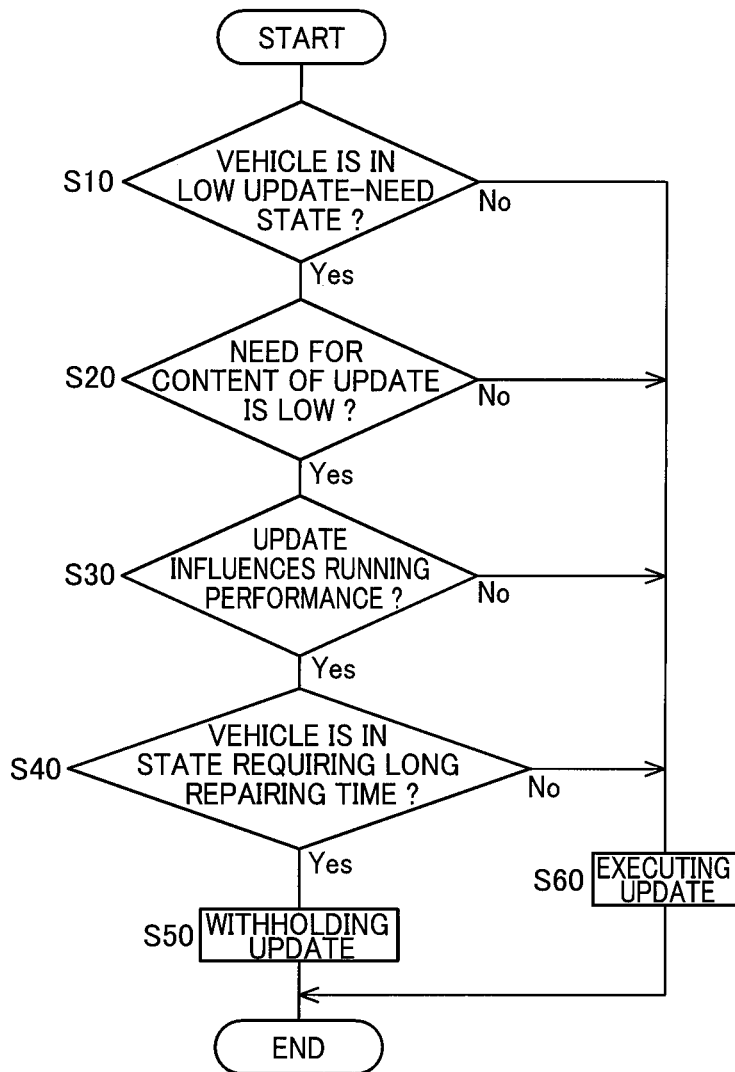 START
VEHICLE IS IN
LOW UPDATE-NEED
STATE ?
S10
No
Yes
NEED FOR
CONTENT OF UPDATE
IS LOW ?
S20
No
Yes
UPDATE
INFLUENCES RUNNING
PERFORMANCE ?
S30
No
Yes
VEHICLE IS IN
STATE REQUIRING LONG
REPAIRING TIME ?
S40
No
Yes
S60
EXECUTING
UPDATE
S50
WITHHOLDING
UPDATE
END